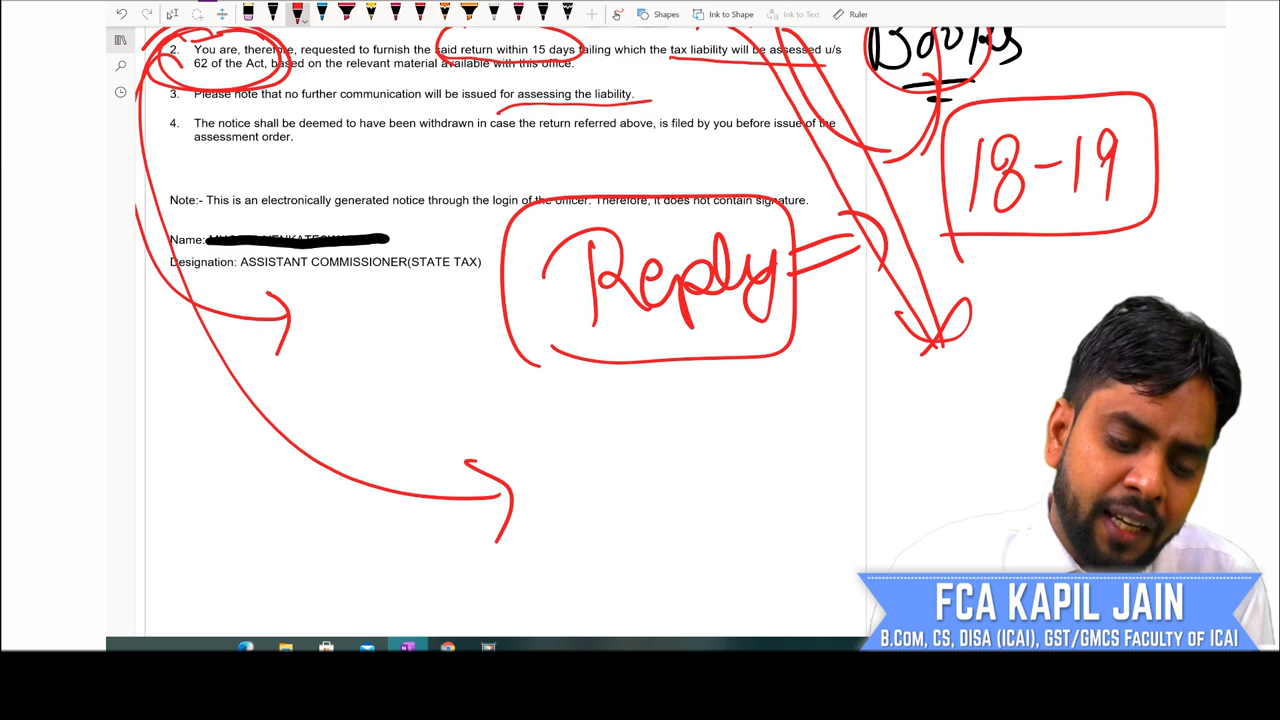 Shapes
Ink to Shape
Ink to Text
Ruler
2. You are, therefore, requested to furnish the said return within 15 days failing which the tax liability will be assessed u/s
62 of the Act, based on the relevant material available with this office.
3. Please note that no further communication will be issued for assessing the liability.
4. The notice shall be deemed to have been withdrawn in case the return referred above, is filed by you before issue of the
assessment order.
Books
18-19
Note:- This is an electronically generated notice through the login of the officer. Therefore, it does not contain signature.
Name:
Designation: ASSISTANT COMMISSIONER(STATE TAX)
Reply
FCA KAPIL JAIN
B.COM, CS, DISA (ICAI), GST/GMCS FACULTY OF ICAI